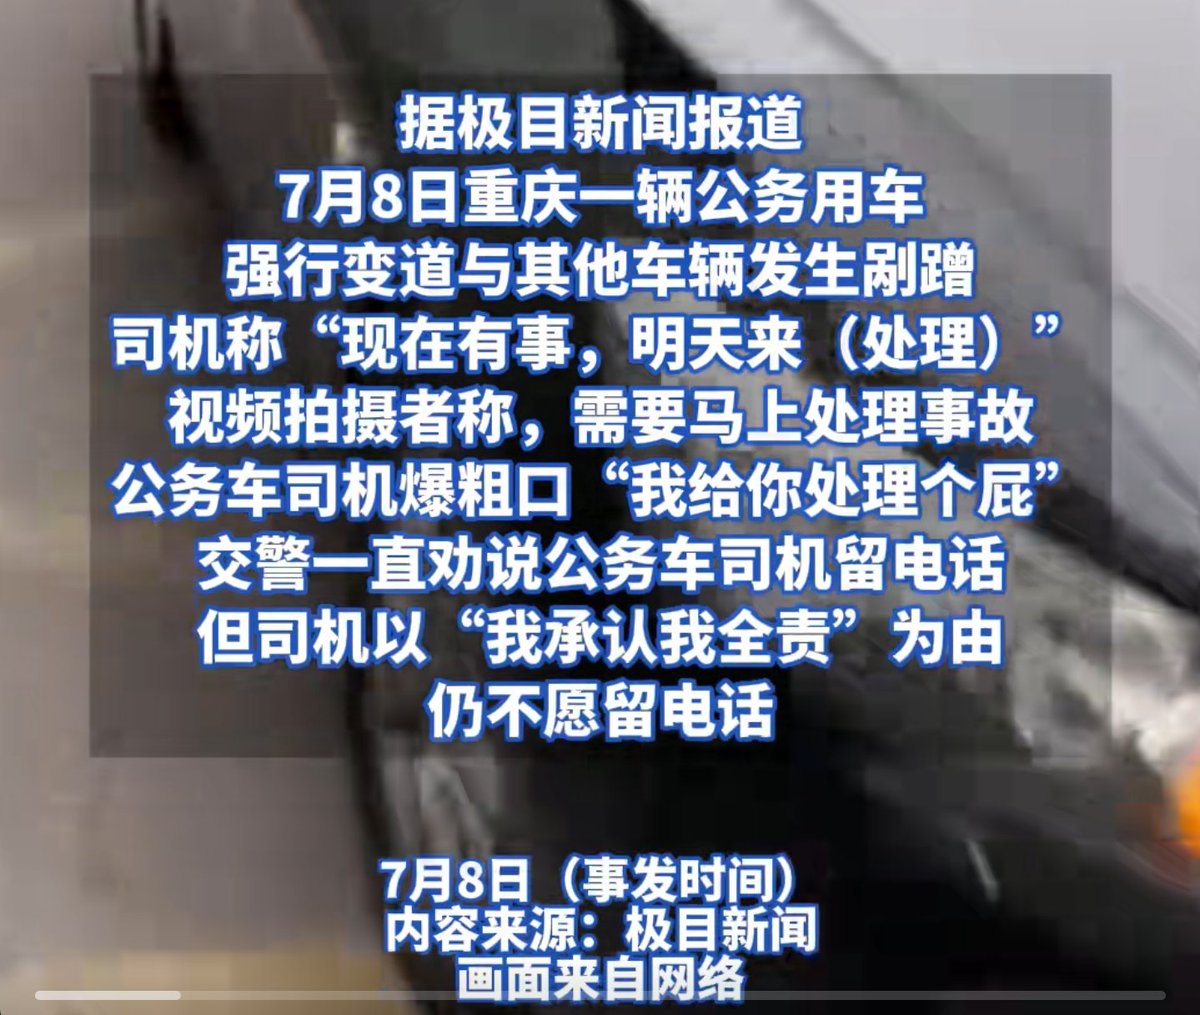 据极目新闻报道
7月8日重庆一辆公务用车
强行变道与其他车辆发生剐蹭
司机称“现在有事，明天来（处理）”
视频拍摄者称，需要马上处理事故
公务车司机爆粗口“我给你处理个屁”
交警一直劝说公务车司机留电话
但司机以“我承认我全责”为由
仍不愿留电话
7月8日（事发时间）
内容来源：极目新闻
画面来自网络